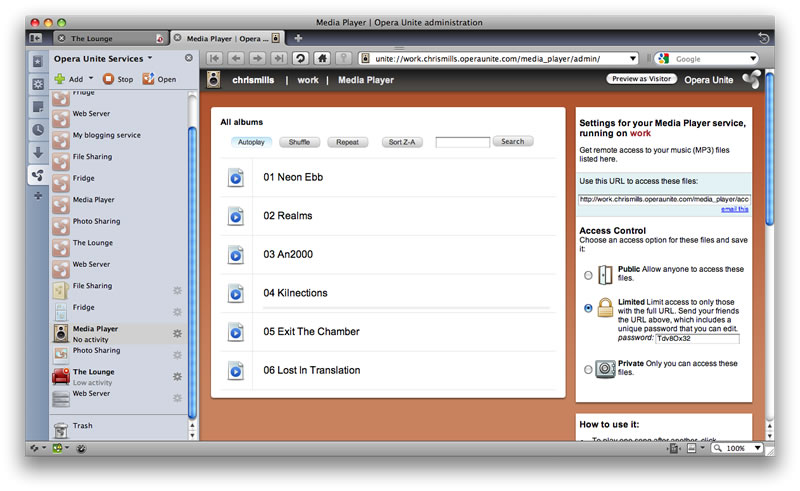 Media Player | Opera Unite administration
The Lounge
Media Player | Opera ...
Opera Unite Services
unite://work.chrismills.operaunite.com/media_player/admin/
Google
Add
Stop
Open
chrismills | work | Media Player
Preview as Visitor
Opera Unite
Fridge
Web Server
My blogging service
File Sharing
Fridge
Media Player
Photo Sharing
The Lounge
Web Server
File Sharing
Fridge
Media Player
No activity
Photo Sharing
The Lounge
Low activity
Web Server
Trash
All albums
Autoplay
Shuffle
Repeat
Sort Z-A
Search
01 Neon Ebb
02 Realms
03 An2000
04 Kilnections
05 Exit The Chamber
06 Lost In Translation
Settings for your Media Player service,
running on work
Get remote access to your music (MP3) files
listed here.
Use this URL to access these files:
http://work.chrismills.operaunite.com/media_player/acc
email this
Access Control
Choose an access option for these files and save
it:
Public Allow anyone to access these
files.
Limited Limit access to only those
with the full URL. Send your friends
the URL above, which includes a
unique password that you can edit.
password: Tdv8Ox32
Private Only you can access these
files.
How to use it:
To play one song after another, click
100%